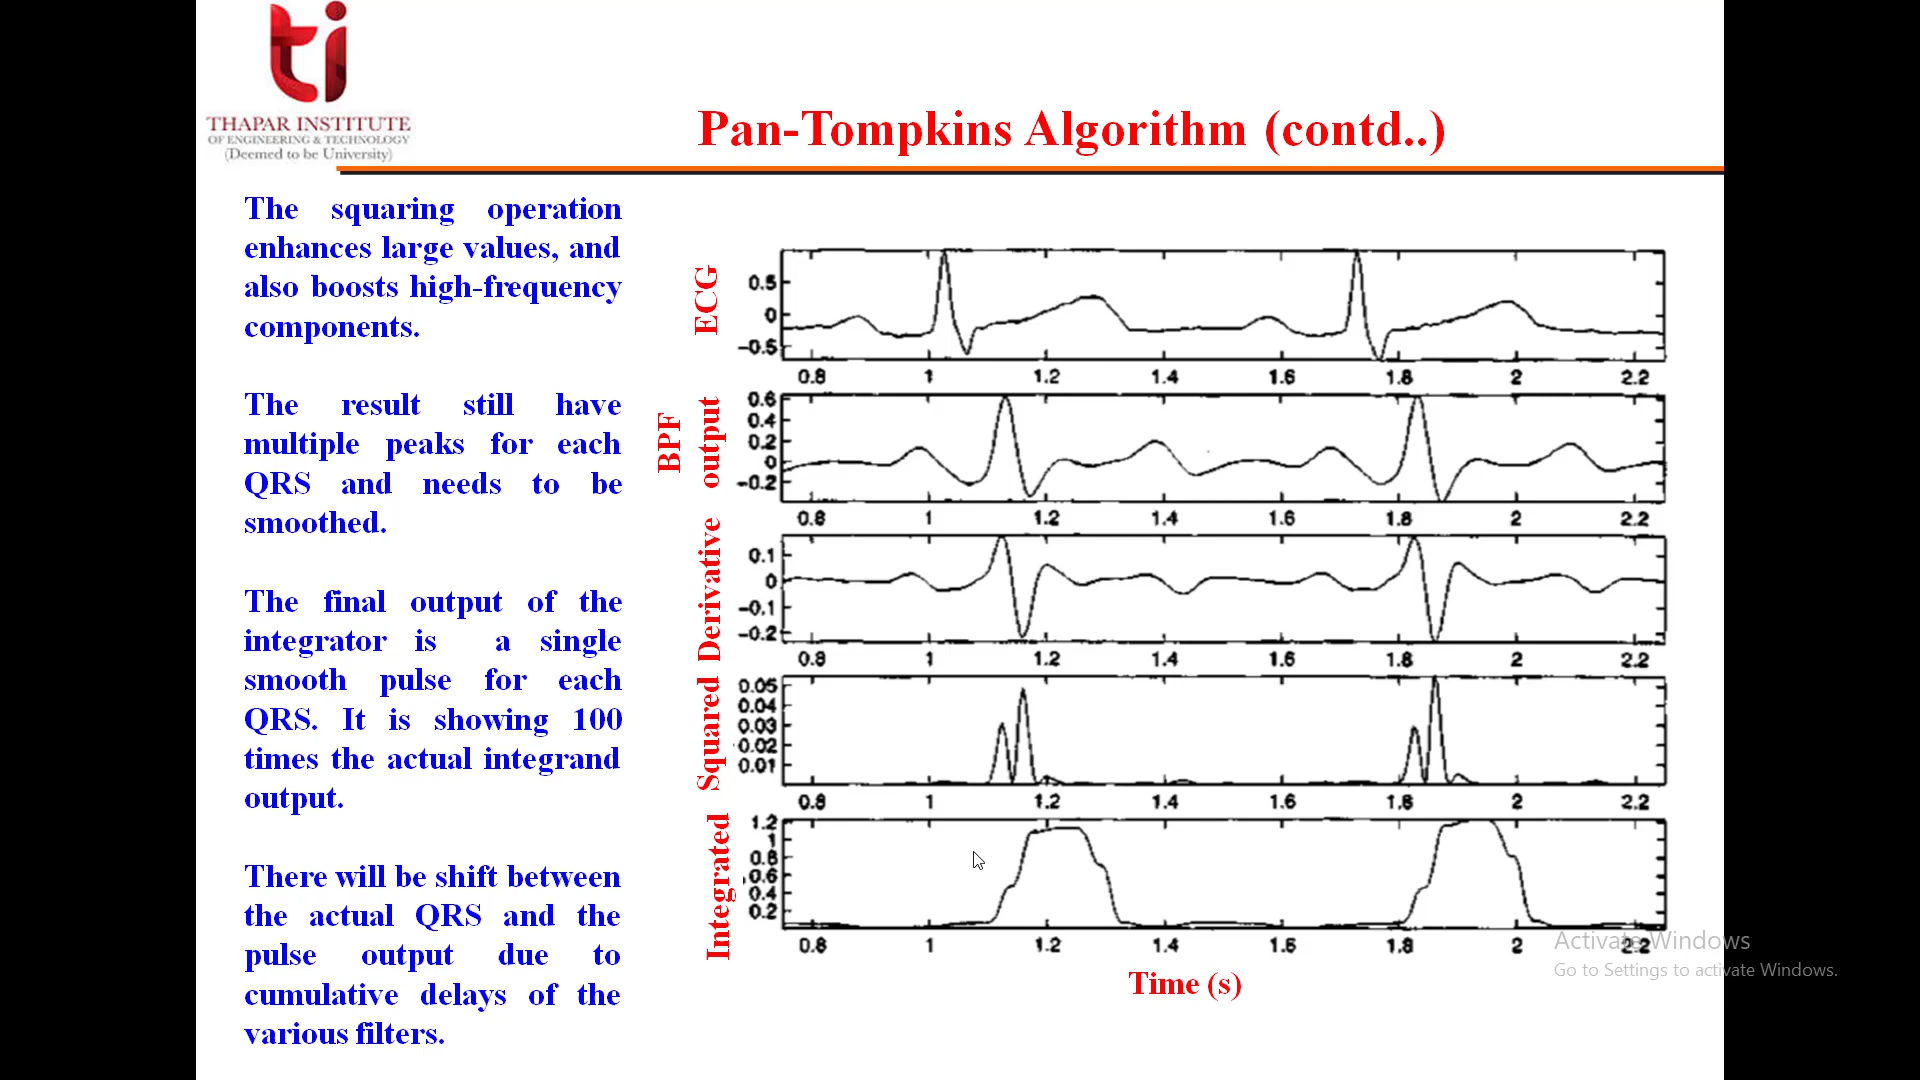 ti
THAPAR INSTITUTE
OF ENGINEERING & TECHNOLOGY
(Deemed to be University)
Pan-Tompkins Algorithm (contd..)
The squaring operation
enhances large values, and
also boosts high-frequency
components.
The result still have
multiple peaks for each
QRS and needs to be
smoothed.
The final output of the
integrator is a single
smooth pulse for each
QRS. It is showing 100
times the actual integrand
output.
There will be shift between
the actual QRS and the
pulse output due to
cumulative delays of the
various filters.
ECG
0.5
0
-0.5
0.8 1 1.2 1.4 1.6 1.8 2 2.2
BPF
output
0.6
0.4
0.2
0
-0.2
0.8 1 1.2 1.4 1.6 1.8 2 2.2
Derivative
0.1
0
-0.1
-0.2
0.8 1 1.2 1.4 1.6 1.8 2 2.2
Squared
0.05
0.04
0.03
0.02
0.01
0.8 1 1.2 1.4 1.6 1.8 2 2.2
Integrated
1.2
1
0.8
0.6
0.4
0.2
0.8 1 1.2 1.4 1.6 1.8 2 2.2
Time (s)
Activate Windows
Go to Settings to activate Windows.